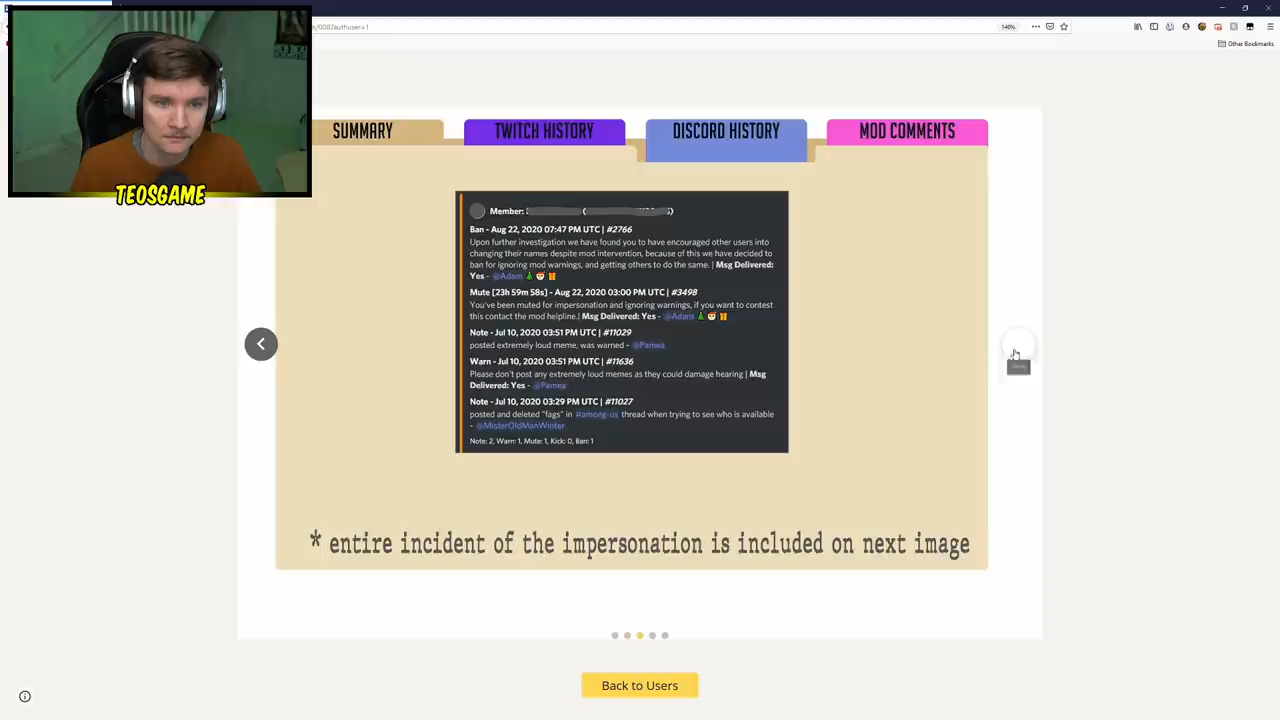 /0082authuser=1
140%
Other Bookmarks
TEOSGAME
SUMMARY
TWITCH HISTORY
DISCORD HISTORY
MOD COMMENTS
Member:
Ban - Aug 22, 2020 07:47 PM UTC | #2766
Upon further investigation we have found you to have encouraged other users into
changing their names despite mod intervention, because of this we have decided to
ban for ignoring mod warnings, and getting others to do the same. | Msg Delivered:
Yes - @Adam
Mute [23h 59m 58s] - Aug 22, 2020 03:00 PM UTC | #3498
You've been muted for impersonation and ignoring warnings, if you want to contest
this contact the mod helpline.| Msg Delivered: Yes - @Adam
Note - Jul 10, 2020 03:51 PM UTC | #11029
posted extremely loud meme, was warned - @Pamea
Warn - Jul 10, 2020 03:51 PM UTC | #11636
Please don't post any extremely loud memes as they could damage hearing | Msg
Delivered: Yes - @Pamea
Note - Jul 10, 2020 03:29 PM UTC | #11027
posted and deleted "fags" in #among-us thread when trying to see who is available
- @MisterOldManWinter
Note: 2, Warn: 1, Mute: 1, Kick: 0, Ban: 1
* entire incident of the impersonation is included on next image
Back to Users